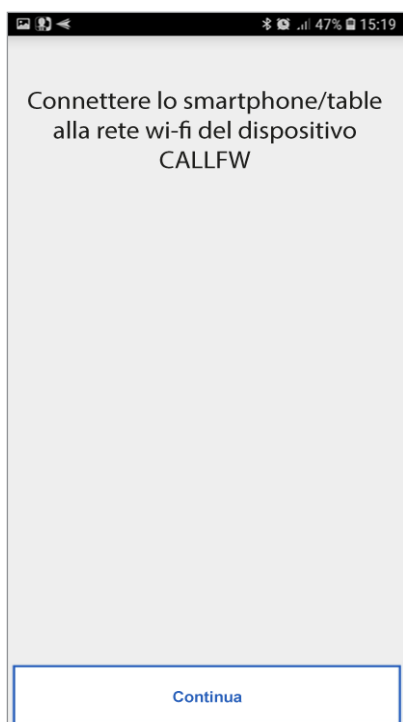 47% 15:19
Connettere lo smartphone/table
alla rete wi-fi del dispositivo
CALLFW
Continua